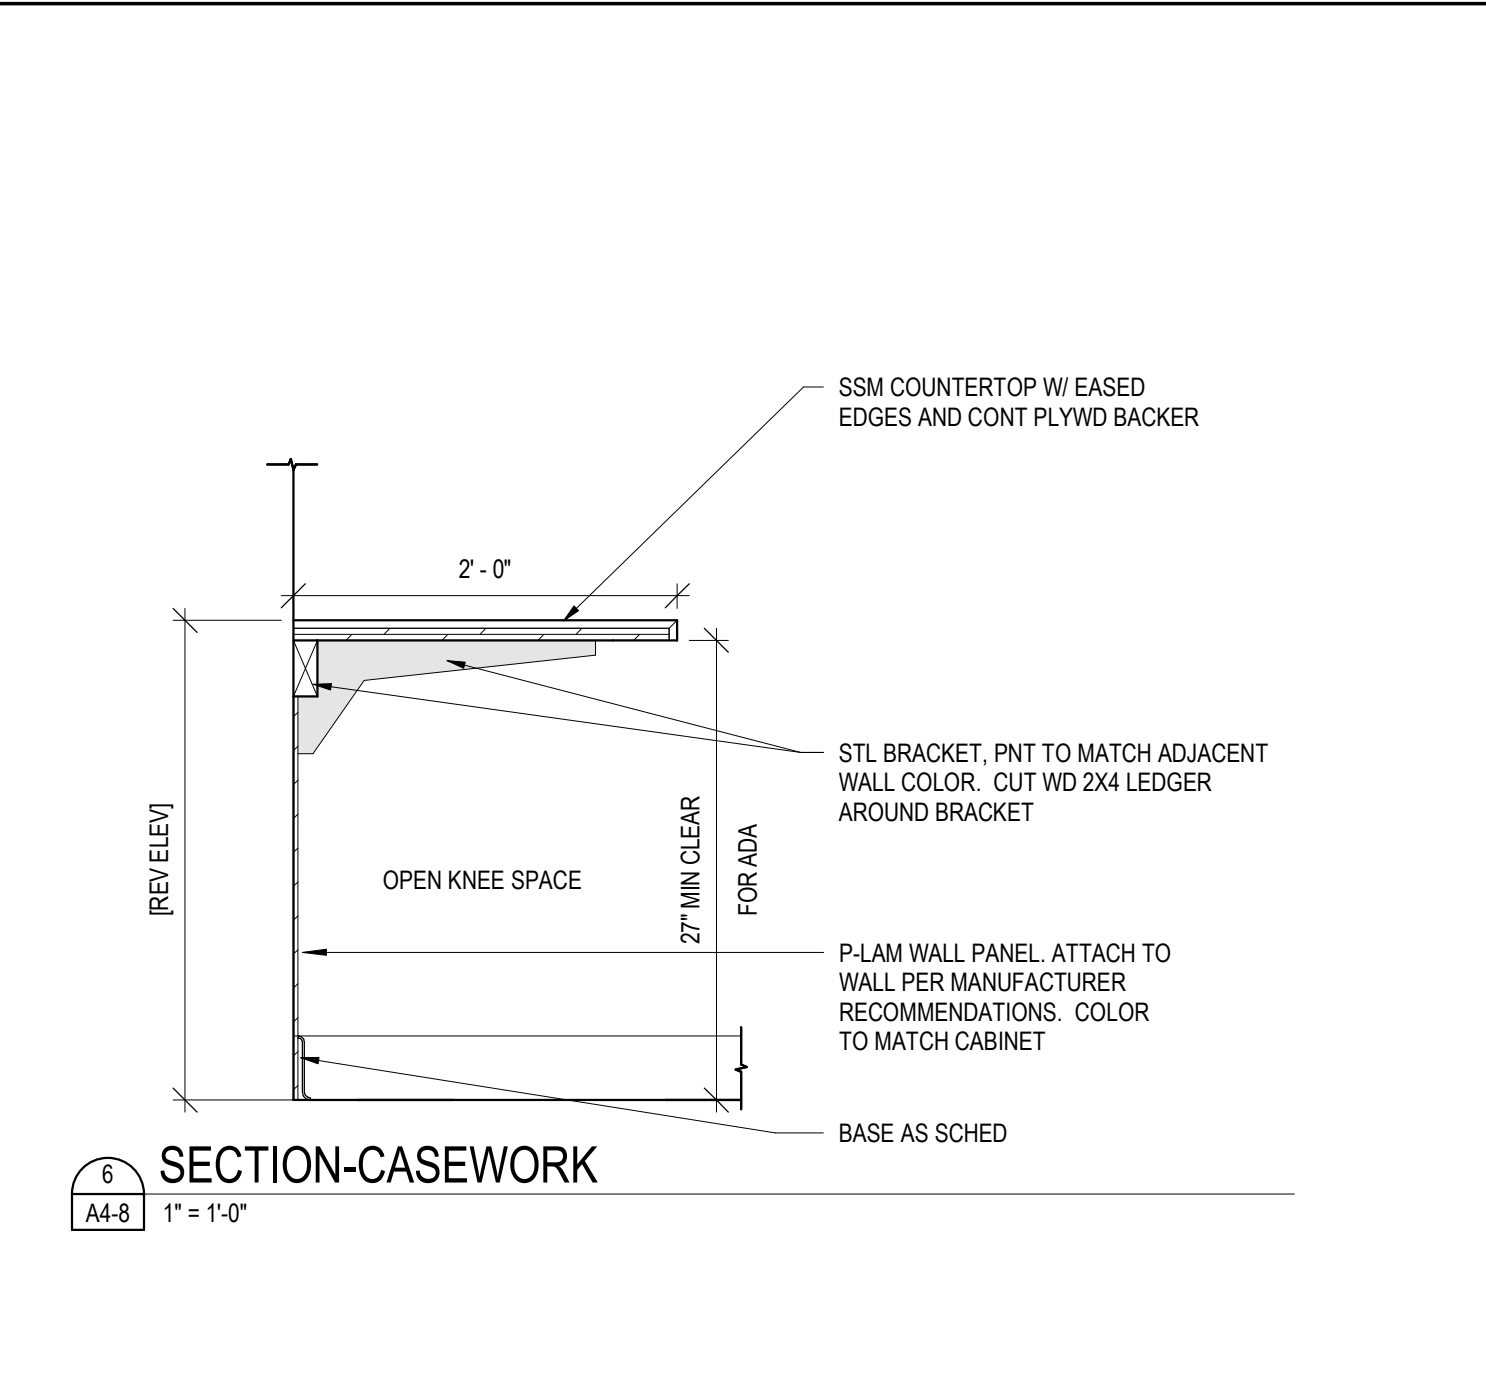 SSM COUNTERTOP W/ EASED
EDGES AND CONT PLYWD BACKER
2' - 0"
STL BRACKET, PNT TO MATCH ADJACENT
WALL COLOR. CUT WD 2X4 LEDGER
AROUND BRACKET
[REV ELEV]
OPEN KNEE SPACE
27" MIN CLEAR
FOR ADA
P-LAM WALL PANEL. ATTACH TO
WALL PER MANUFACTURER
RECOMMENDATIONS. COLOR
TO MATCH CABINET
BASE AS SCHED
6
SECTION-CASEWORK
A4-8
1" = 1'-0"